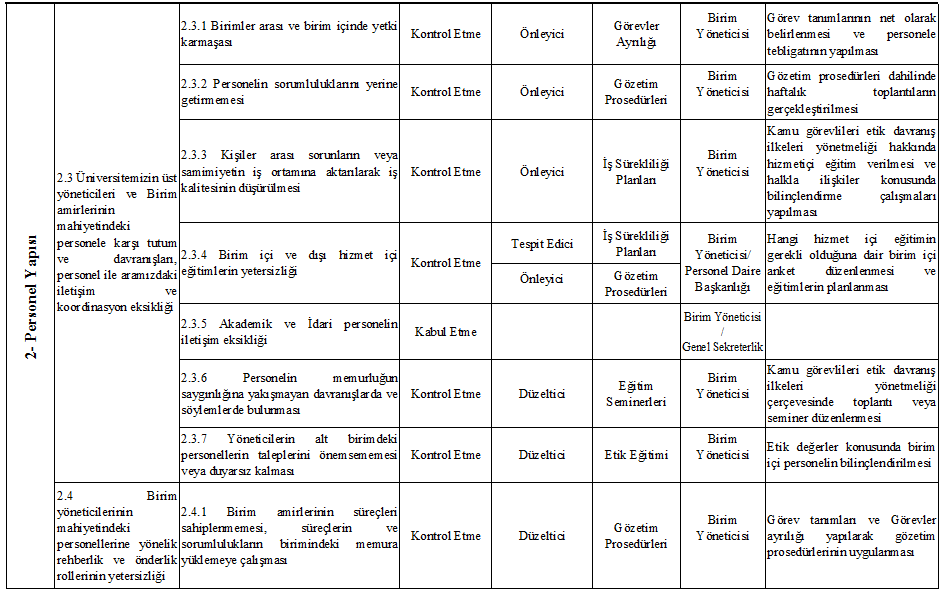 2- Personel Yapısı
2.3 Üniversitemizin üst
yöneticileri ve Birim
amirlerinin
mahiyetindeki
personele karşı tutum
ve davranışları,
personel ile aramızdaki
iletişim ve
koordinasyon eksikliği
2.3.1 Birimler arası ve birim içinde yetki
karmaşası
Kontrol Etme
Önleyici
Görevler
Ayrılığı
Birim
Yöneticisi
Görev tanımlarının net olarak
belirlenmesi ve personele
tebligatının yapılması
2.3.2 Personelin sorumluluklarını yerine
getirmemesi
Kontrol Etme
Önleyici
Gözetim
Prosedürleri
Birim
Yöneticisi
Gözetim prosedürleri dahilinde
haftalık toplantıların
gerçekleştirilmesi
2.3.3 Kişiler arası sorunların veya
samimiyetin iş ortamına aktarılarak iş
kalitesinin düşürülmesi
Kontrol Etme
Önleyici
İş Sürekliliği
Planları
Birim
Yöneticisi
Kamu görevlileri etik davranış
ilkeleri yönetmeliği hakkında
hizmetiçi eğitim verilmesi ve
halkla ilişkiler konusunda
bilinçlendirme çalışmaları
yapılması
2.3.4 Birim içi ve dışı hizmet içi
eğitimlerin yetersizliği
Kontrol Etme
Tespit Edici
İş Sürekliliği
Planları
Önleyici
Gözetim
Prosedürleri
Birim
Yöneticisi/
Personel Daire
Başkanlığı
Hangi hizmet içi eğitimin
gerekli olduğuna dair birim içi
anket düzenlenmesi ve
eğitimlerin planlanması
2.3.5 Akademik ve İdari personelin
iletişim eksikliği
Kabul Etme
Birim Yöneticisi
/
Genel Sekreterlik
2.3.6 Personelin memurluğun
saygınlığına yakışmayan davranışlarda ve
söylemlerde bulunması
Kontrol Etme
Düzeltici
Eğitim
Seminerleri
Birim
Yöneticisi
Kamu görevlileri etik davranış
ilkeleri yönetmeliği
çerçevesinde toplantı veya
seminer düzenlenmesi
2.3.7 Yöneticilerin alt birimdeki
personellerin taleplerini önemsememesi
veya duyarsız kalması
Kontrol Etme
Düzeltici
Etik Eğitimi
Birim
Yöneticisi
Etik değerler konusunda birim
içi personelin bilinçlendirilmesi
2.4 Birim
yöneticilerinin
mahiyetindeki
personellerine yönelik
rehberlik ve önderlik
rollerinin yetersizliği
2.4.1 Birim amirlerinin süreçleri
sahiplenmemesi, süreçlerin ve
sorumlulukların birimindeki memura
yüklemeye çalışması
Kontrol Etme
Düzeltici
Gözetim
Prosedürleri
Birim
Yöneticisi
Görev tanımları ve Görevler
ayrılığı yapılarak gözetim
prosedürlerinin uygulanması